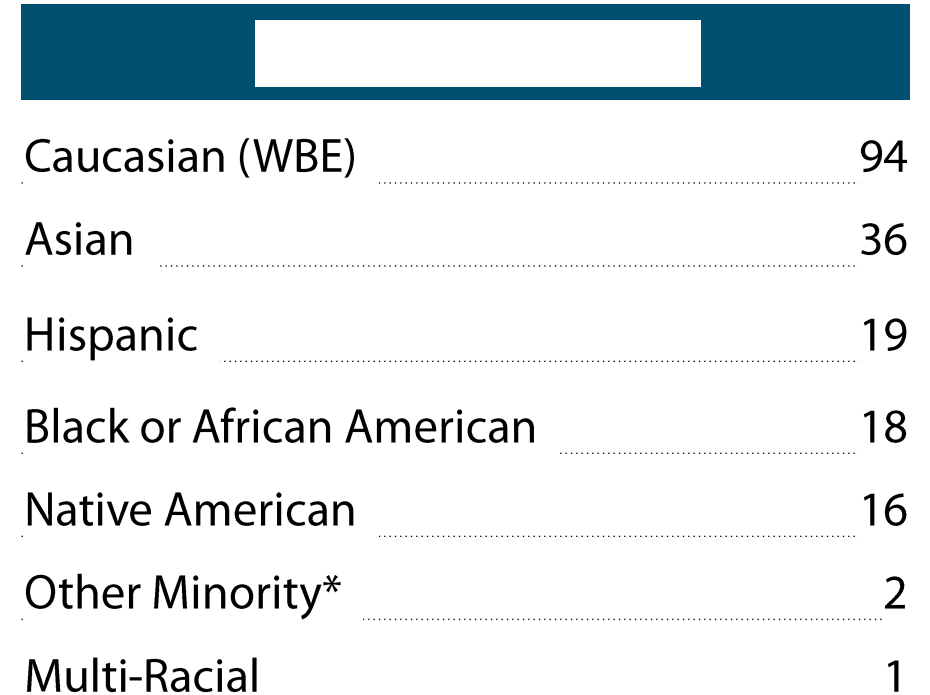 Caucasian (WBE) 94
Asian 36
Hispanic 19
Black or African American 18
Native American 16
Other Minority* 2
Multi-Racial 1